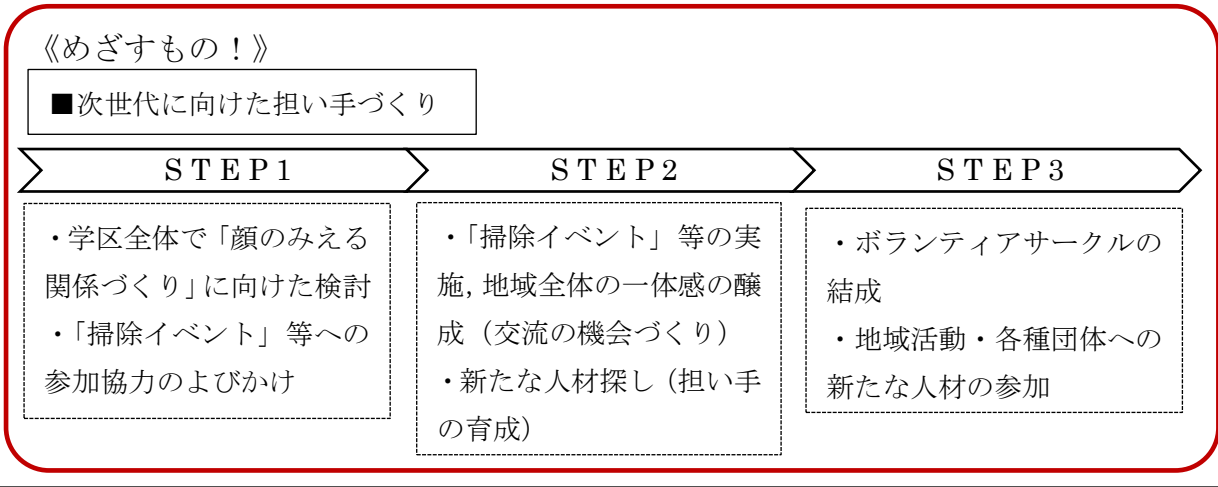 《めざすもの！》
■次世代に向けた担い手づくり
ＳＴＥＰ１
ＳＴＥＰ２
ＳＴＥＰ３
・学区全体で「顔のみえる
関係づくり」に向けた検討
・「掃除イベント」等への
参加協力のよびかけ
・「掃除イベント」等の実
施，地域全体の一体感の醸
成（交流の機会づくり）
・新たな人材探し（担い手
の育成）
・ボランティアサークルの
結成
・地域活動・各種団体への
新たな人材の参加